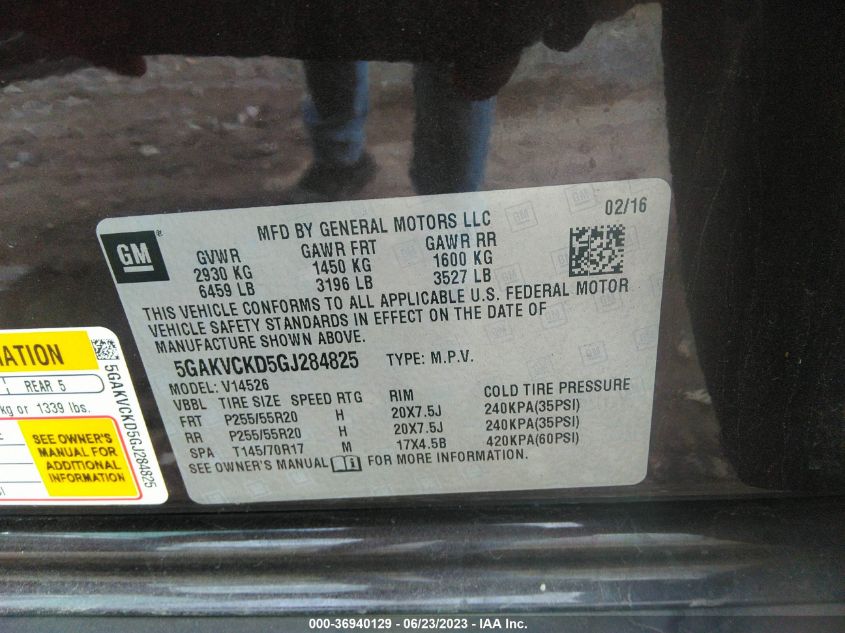 MFD BY GENERAL MOTORS LLC 02/16
GM®
GVWR GAWR FRT GAWR RR
2930 KG 1450 KG 1600 KG
6459 LB 3196 LB 3527 LB
THIS VEHICLE CONFORMS TO ALL APPLICABLE U.S. FEDERAL MOTOR
VEHICLE SAFETY STANDARDS IN EFFECT ON THE DATE OF
MANUFACTURE SHOWN ABOVE.
5GAKVCKD5GJ284825 TYPE: M.P.V.
MODEL: V14526
VBBL TIRE SIZE SPEED RTG RIM COLD TIRE PRESSURE
FRT P255/55R20 H 20X7.5J 240KPA(35PSI)
RR P255/55R20 H 20X7.5J 240KPA(35PSI)
SPA T145/70R17 M 17X4.5B 420KPA(60PSI)
SEE OWNER'S MANUAL FOR MORE INFORMATION.
REAR 5
kg or 1339 lbs.
SEE OWNER'S
MANUAL FOR
ADDITIONAL
INFORMATION
5GAKVCKD5GJ284825
000-36940129 - 06/23/2023 - IAA Inc.